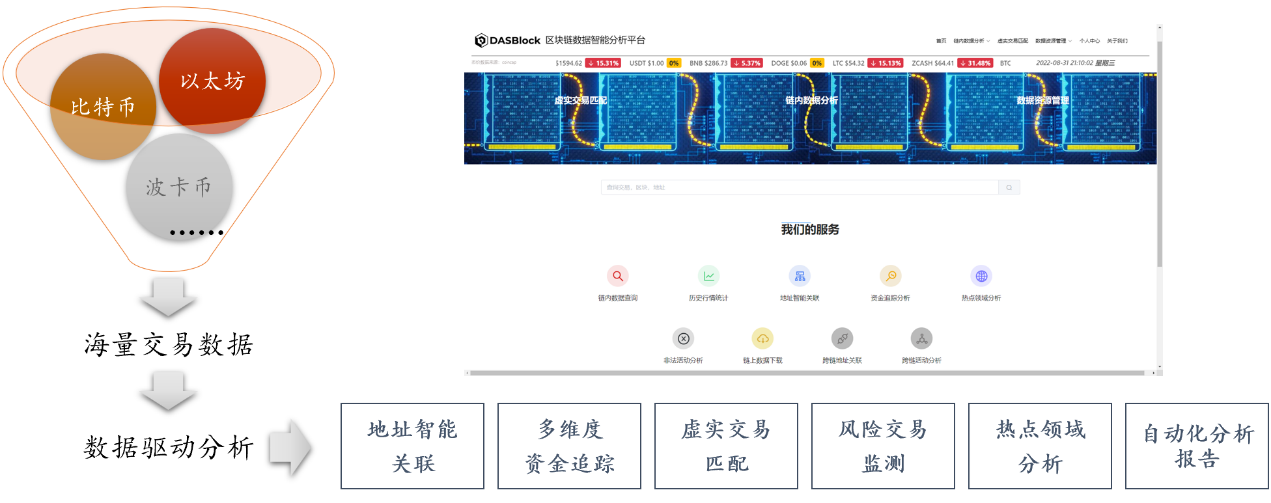 以太坊
比特币
波卡币
……
海量交易数据
数据驱动分析
DASBlock 区块链数据智能分析平台
首页 链内数据分析 虚实交易匹配 数据资源管理 个人中心 关于我们
$1594.62 ↓ 15.31% USDT $1.00 0% BNB $286.73 ↓ 5.37% DOGE $0.06 0% LTC $54.32 ↓ 15.13% ZCASH $64.41 ↓ 31.48% BTC 2022-08-31 21:10:02 星期三
虚实交易匹配 链内数据分析 数据资源管理
我们的服务
链内数据查询 历史行情统计 地址智能关联 资金追踪分析 热点领域分析
非法活动分析 链上数据下载 跨链地址关联 跨链活动分析
地址智能
关联
多维度
资金追踪
虚实交易
匹配
风险交易
监测
热点领域
分析
自动化分析
报告